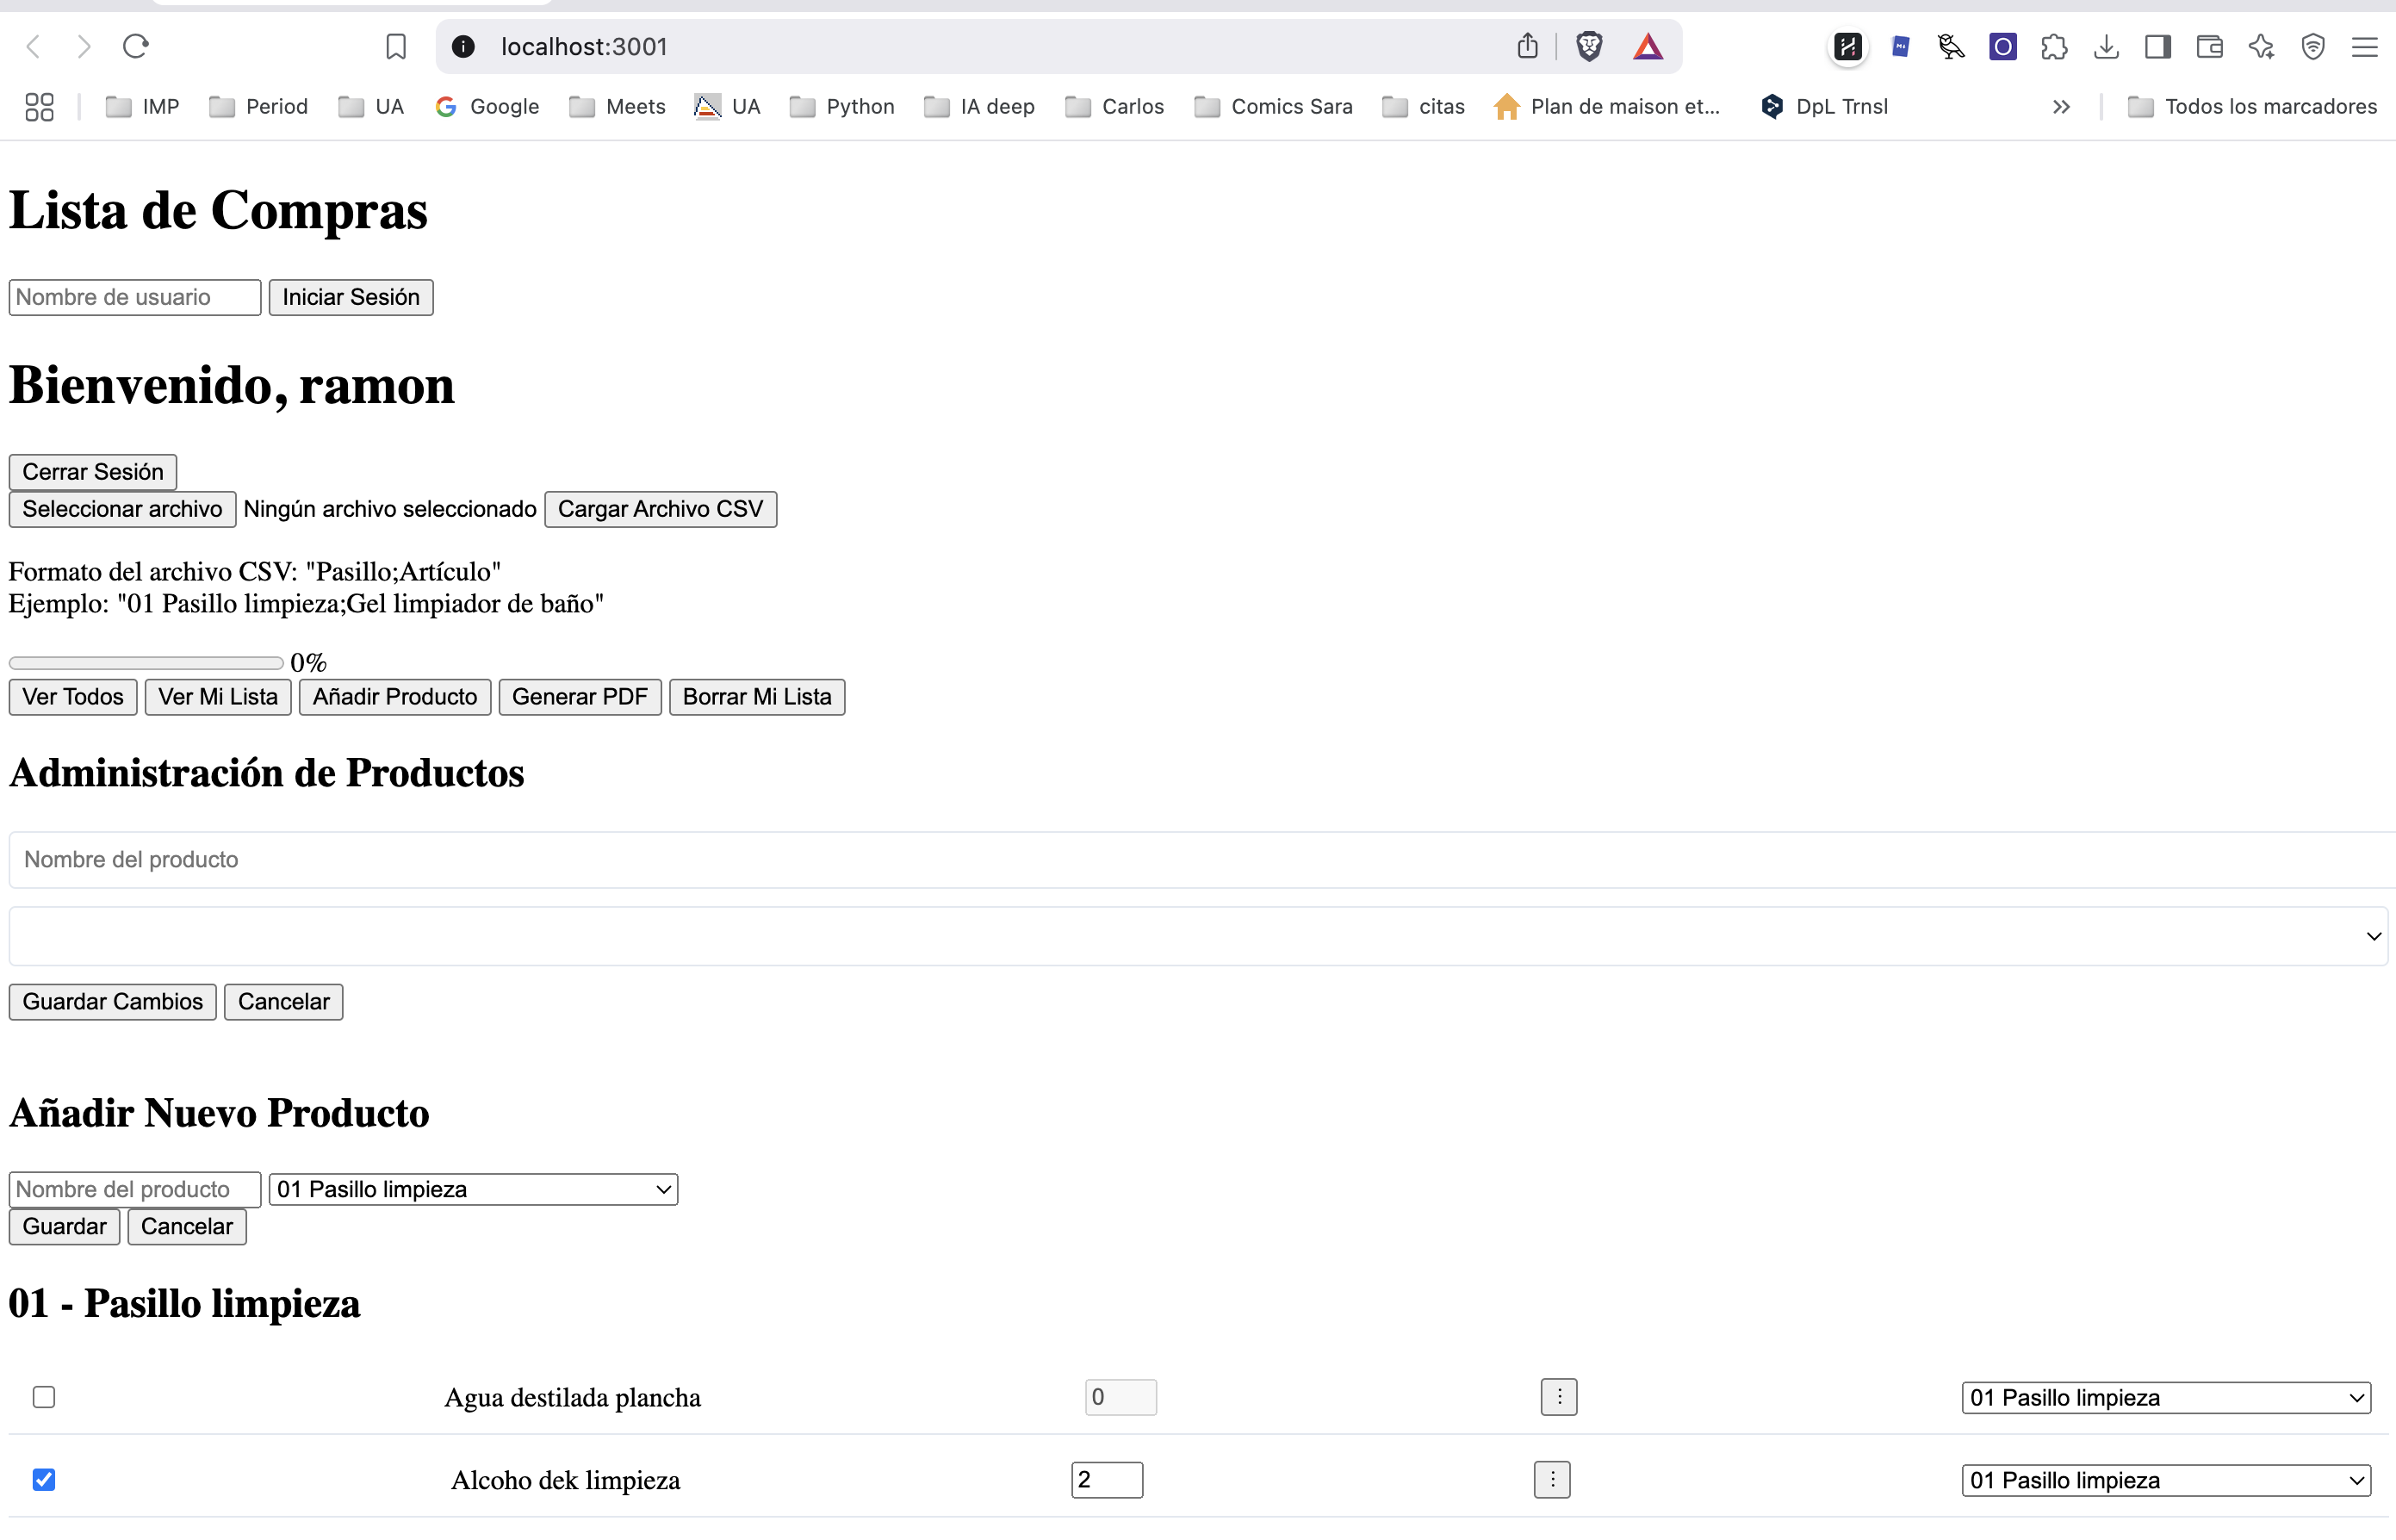 localhost:3001
IMP Period UA Google Meets UA Python IA deep Carlos Comics Sara citas Plan de maison et... DpL Trnsl » Todos los marcadores
Lista de Compras
Nombre de usuario Iniciar Sesión
Bienvenido, ramon
Cerrar Sesión
Seleccionar archivo Ningún archivo seleccionado Cargar Archivo CSV
Formato del archivo CSV: "Pasillo;Artículo"
Ejemplo: "01 Pasillo limpieza;Gel limpiador de baño"
0%
Ver Todos Ver Mi Lista Añadir Producto Generar PDF Borrar Mi Lista
Administración de Productos
Nombre del producto
Guardar Cambios Cancelar
Añadir Nuevo Producto
Nombre del producto 01 Pasillo limpieza
Guardar Cancelar
01 - Pasillo limpieza
Agua destilada plancha 0 ⋮ 01 Pasillo limpieza
Alcoho dek limpieza 2 ⋮ 01 Pasillo limpieza